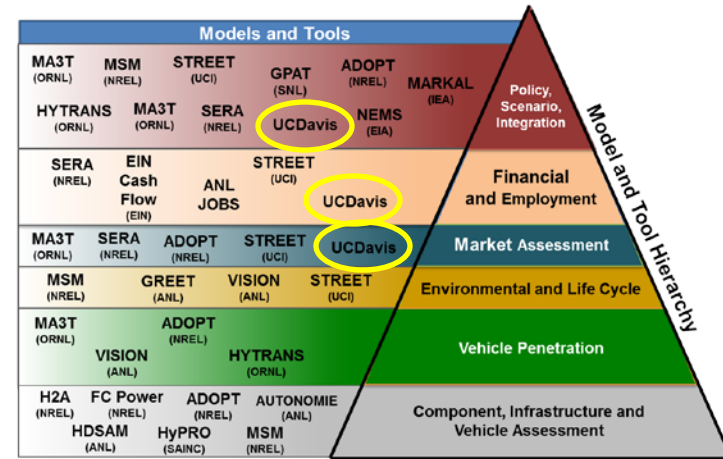 Models and Tools
MA3T
(ORNL)
MSM
(NREL)
STREET
(UCI)
GPAT
(SNL)
ADOPT
(NREL)
MARKAL
(IEA)
HYTRANS
(ORNL)
MA3T
(ORNL)
SERA
(NREL)
UCDavis
NEMS
(EIA)
Policy,
Scenario,
Integration
SERA
(NREL)
EIN
Cash
Flow
(EIN)
ANL
JOBS
STREET
(UCI)
UCDavis
Financial
and Employment
MA3T
(ORNL)
SERA
(NREL)
ADOPT
(NREL)
STREET
(UCI)
UCDavis
Market Assessment
MSM
(NREL)
GREET
(ANL)
VISION
(ANL)
STREET
(UCI)
Environmental and Life Cycle
MA3T
(ORNL)
VISION
(ANL)
ADOPT
(NREL)
HYTRANS
(ORNL)
Vehicle Penetration
H2A
(NREL)
FC Power
(NREL)
ADOPT
(NREL)
AUTONOMIE
(ANL)
HDSAM
(ANL)
HyPRO
(SAINC)
MSM
(NREL)
Component, Infrastructure and
Vehicle Assessment
Model and Tool Hierarchy